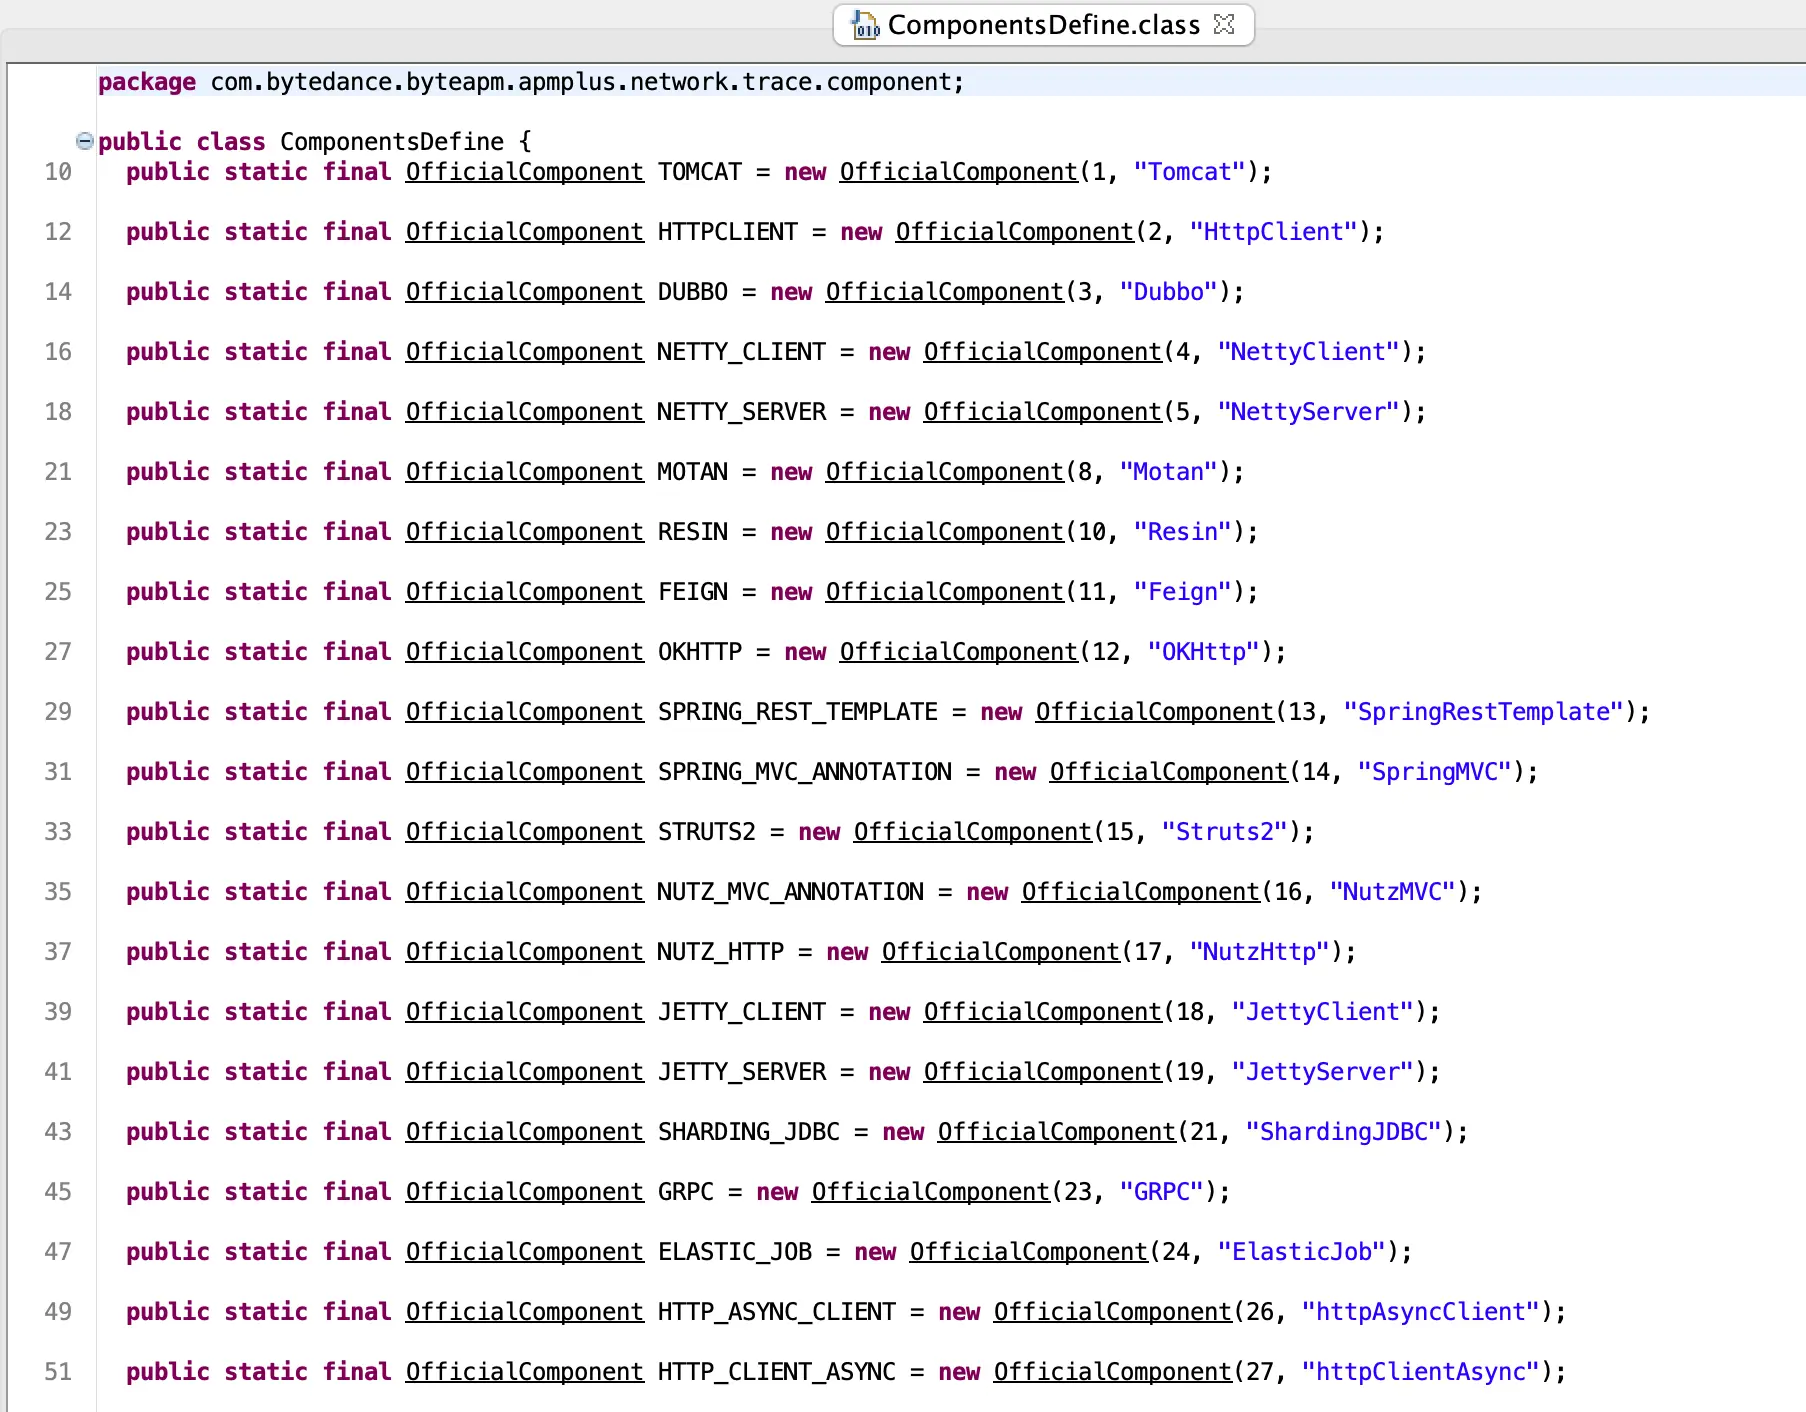 ComponentsDefine.class
package com.bytedance.byteapm.apmplus.network.trace.component;
public class ComponentsDefine {
10 public static final OfficialComponent TOMCAT = new OfficialComponent(1, "Tomcat");
12 public static final OfficialComponent HTTPCLIENT = new OfficialComponent(2, "HttpClient");
14 public static final OfficialComponent DUBBO = new OfficialComponent(3, "Dubbo");
16 public static final OfficialComponent NETTY_CLIENT = new OfficialComponent(4, "NettyClient");
18 public static final OfficialComponent NETTY_SERVER = new OfficialComponent(5, "NettyServer");
21 public static final OfficialComponent MOTAN = new OfficialComponent(8, "Motan");
23 public static final OfficialComponent RESIN = new OfficialComponent(10, "Resin");
25 public static final OfficialComponent FEIGN = new OfficialComponent(11, "Feign");
27 public static final OfficialComponent OKHTTP = new OfficialComponent(12, "OKHttp");
29 public static final OfficialComponent SPRING_REST_TEMPLATE = new OfficialComponent(13, "SpringRestTemplate");
31 public static final OfficialComponent SPRING_MVC_ANNOTATION = new OfficialComponent(14, "SpringMVC");
33 public static final OfficialComponent STRUTS2 = new OfficialComponent(15, "Struts2");
35 public static final OfficialComponent NUTZ_MVC_ANNOTATION = new OfficialComponent(16, "NutzMVC");
37 public static final OfficialComponent NUTZ_HTTP = new OfficialComponent(17, "NutzHttp");
39 public static final OfficialComponent JETTY_CLIENT = new OfficialComponent(18, "JettyClient");
41 public static final OfficialComponent JETTY_SERVER = new OfficialComponent(19, "JettyServer");
43 public static final OfficialComponent SHARDING_JDBC = new OfficialComponent(21, "ShardingJDBC");
45 public static final OfficialComponent GRPC = new OfficialComponent(23, "GRPC");
47 public static final OfficialComponent ELASTIC_JOB = new OfficialComponent(24, "ElasticJob");
49 public static final OfficialComponent HTTP_ASYNC_CLIENT = new OfficialComponent(26, "httpAsyncClient");
51 public static final OfficialComponent HTTP_CLIENT_ASYNC = new OfficialComponent(27, "httpClientAsync");